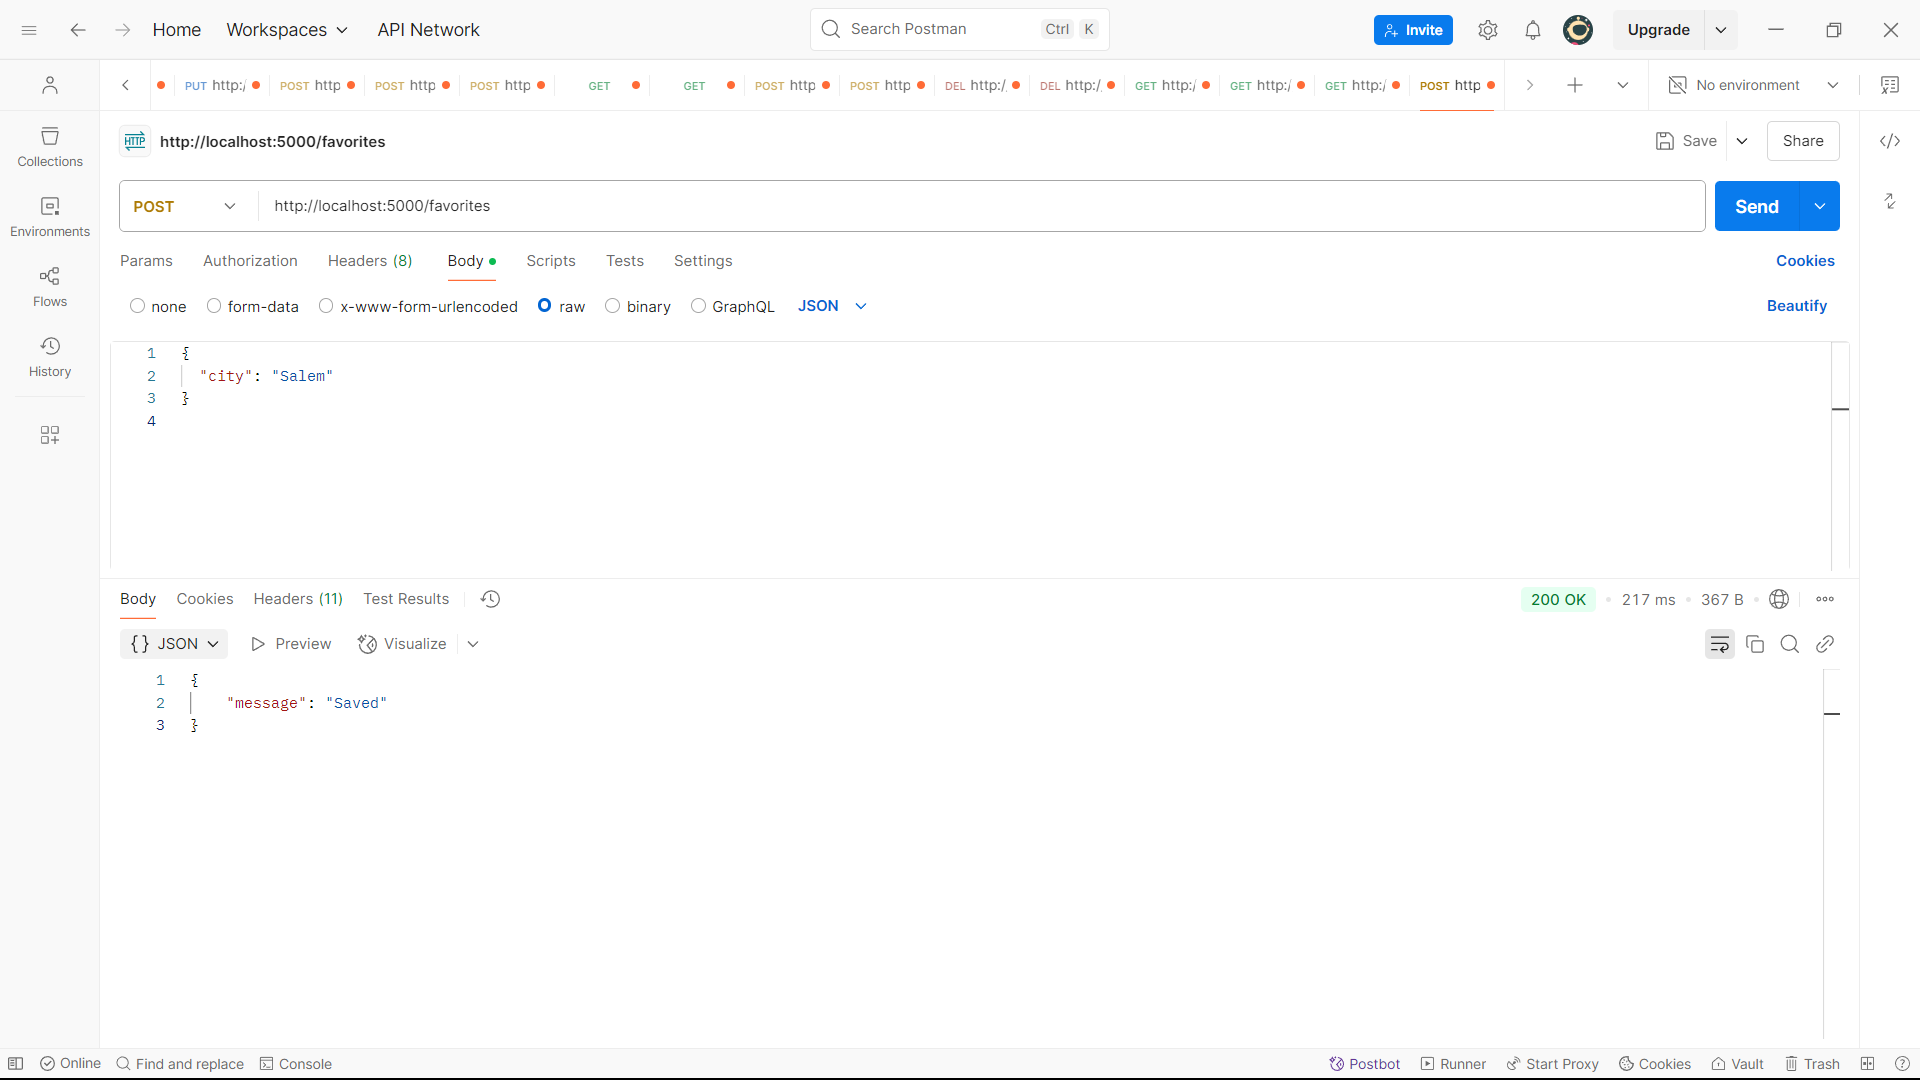 Home Workspaces API Network Search Postman Ctrl K Invite Upgrade
PUT http:/ POST http POST http POST http GET GET POST http POST http DEL http:/ DEL http:/ GET http:/ GET http:/ GET http:/ POST http No environment
HTTP http://localhost:5000/favorites Save Share
POST http://localhost:5000/favorites Send
Params Authorization Headers (8) Body Scripts Tests Settings Cookies
none form-data x-www-form-urlencoded raw binary GraphQL JSON Beautify
1 {
2 "city": "Salem"
3 }
4
Collections
Environments
Flows
History
Body Cookies Headers (11) Test Results 200 OK 217 ms 367 B
{} JSON Preview Visualize
1 {
2 "message": "Saved"
3 }
Online Find and replace Console Postbot Runner Start Proxy Cookies Vault Trash